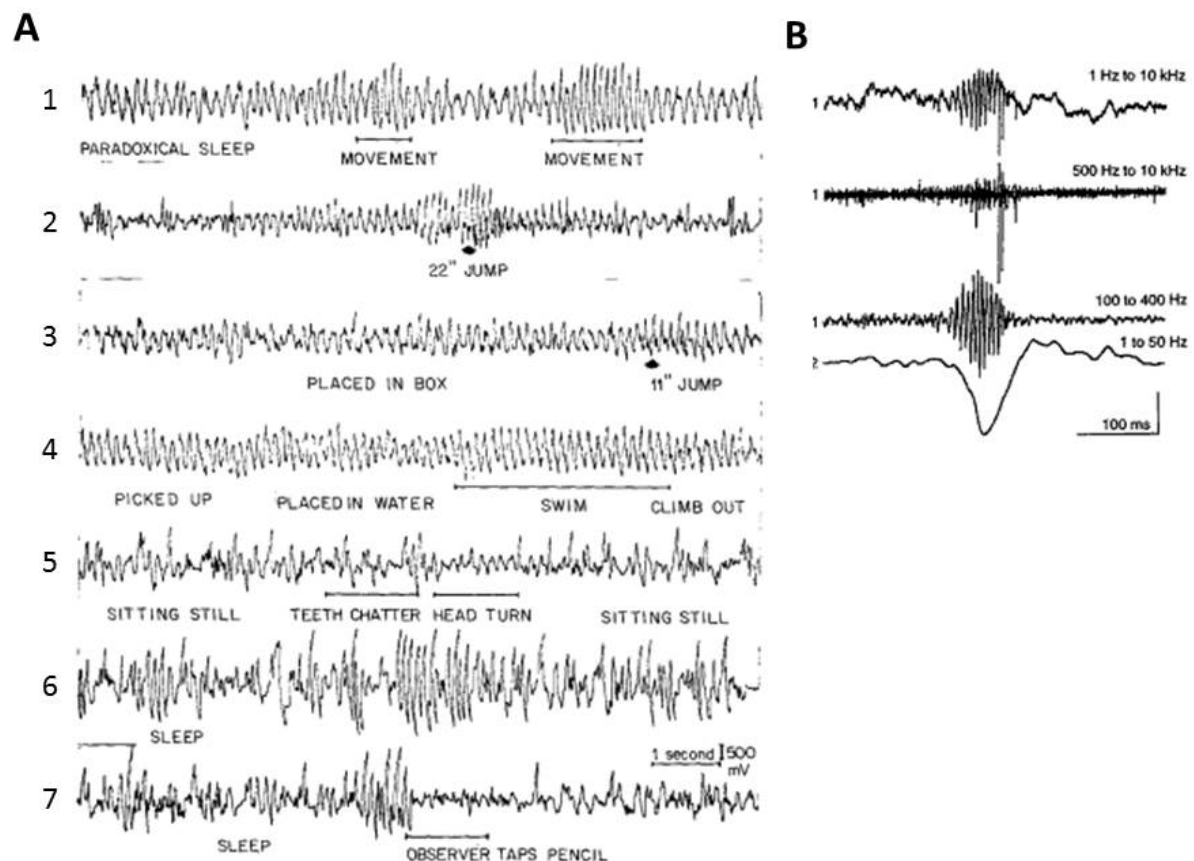 A
B
1
PARADOXICAL SLEEP
MOVEMENT
MOVEMENT
2
22" JUMP
3
PLACED IN BOX
11" JUMP
4
PICKED UP
PLACED IN WATER
SWIM
CLIMB OUT
5
SITTING STILL
TEETH CHATTER
HEAD TURN
SITTING STILL
6
SLEEP
1 second
500
mV
7
SLEEP
OBSERVER TAPS PENCIL
1 Hz to 10 kHz
1
500 Hz to 10 kHz
1
100 to 400 Hz
1
1 to 50 Hz
2
100 ms